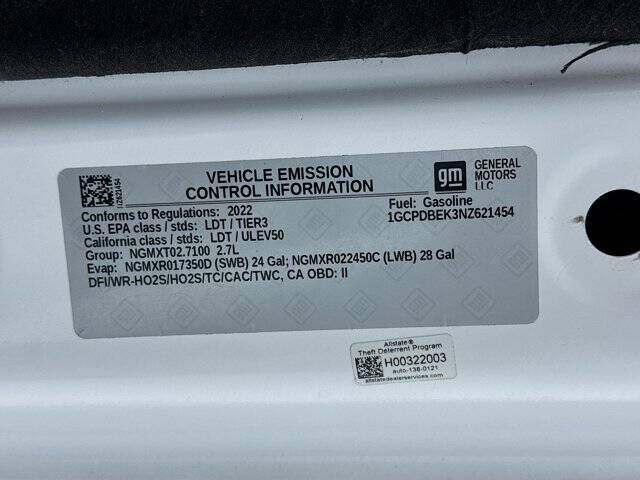 VEHICLE EMISSION
CONTROL INFORMATION
gm
GENERAL
MOTORS
LLC
NZ621454
Conforms to Regulations: 2022
Fuel: Gasoline
U.S. EPA class / stds: LDT / TIER3
1GCPDBEK3NZ621454
California class / stds: LDT / ULEV50
Group: NGMXT02.7100 2.7L
Evap: NGMXR017350D (SWB) 24 Gal; NGMXR022450C (LWB) 28 Gal
DFI/WR-HO2S/HO2S/TC/CAC/TWC, CA OBD: II
Allstate®
Theft Deterrent Program
H00322003
auto-138-0121
allstatedealerservices.com